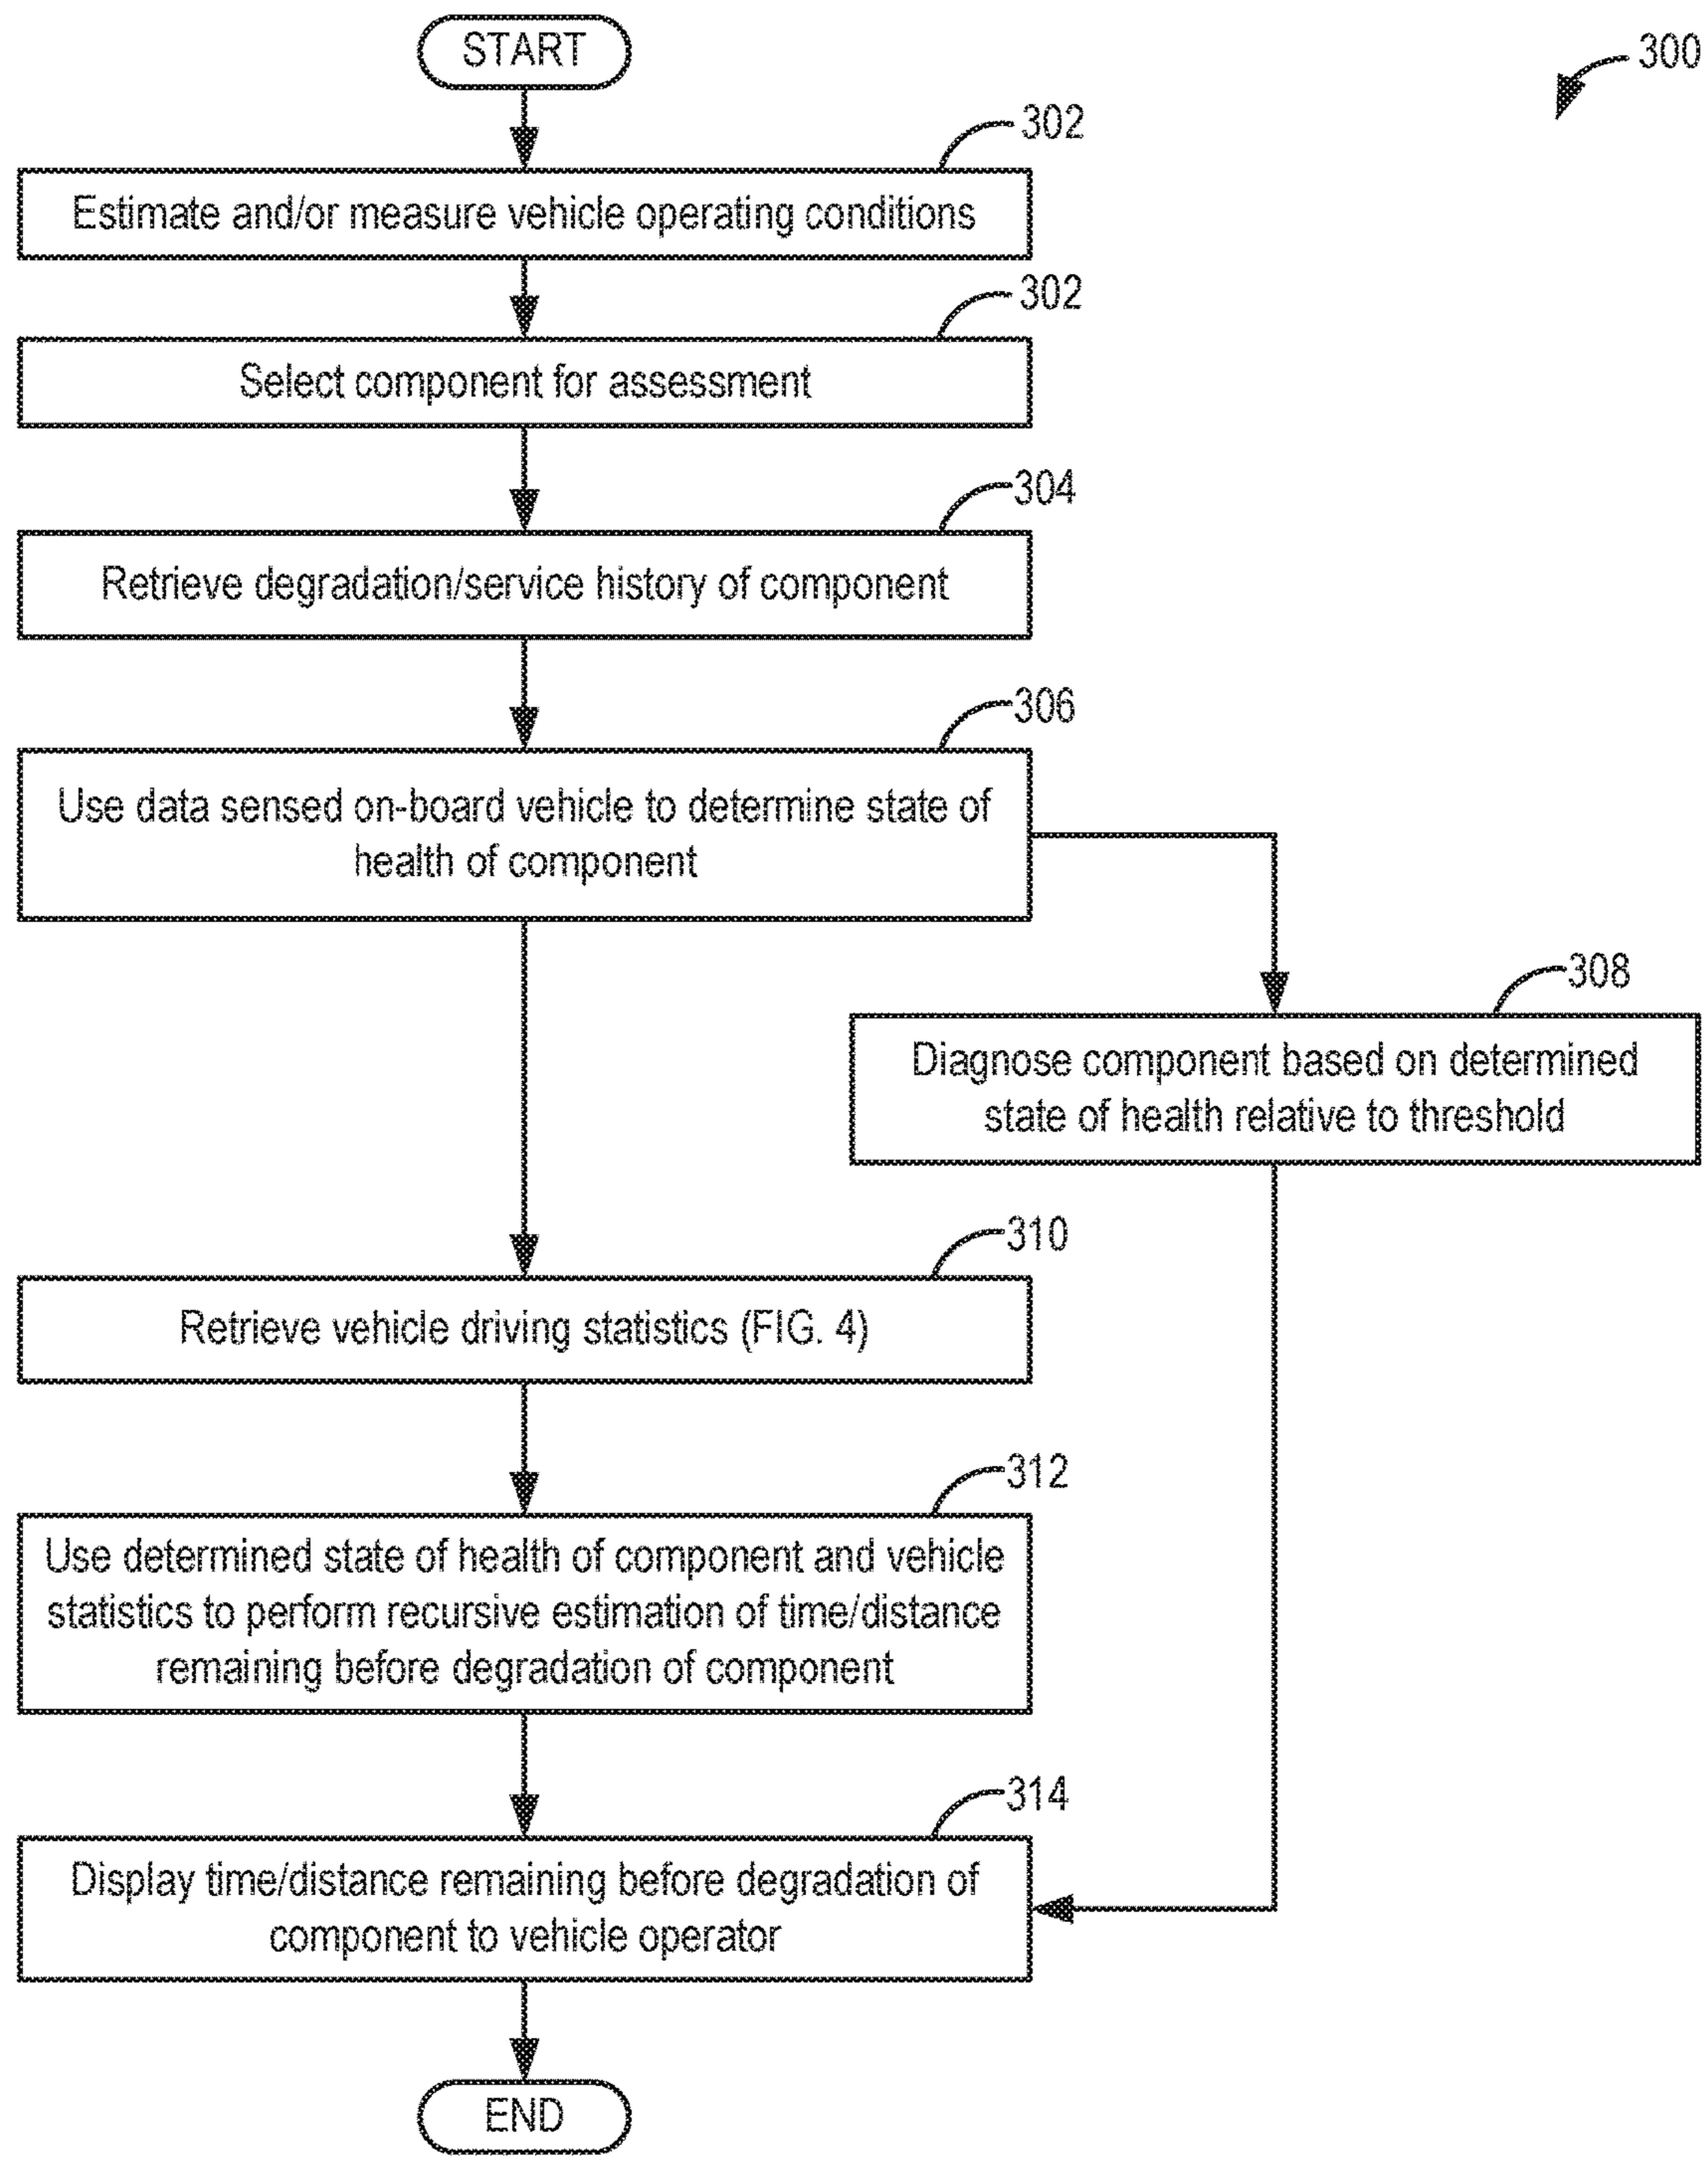 START
300
302
Estimate and/or measure vehicle operating conditions
302
Select component for assessment
304
Retrieve degradation/service history of component
306
Use data sensed on-board vehicle to determine state of
health of component
308
Diagnose component based on determined
state of health relative to threshold
310
Retrieve vehicle driving statistics (FIG. 4)
312
Use determined state of health of component and vehicle
statistics to perform recursive estimation of time/distance
remaining before degradation of component
314
Display time/distance remaining before degradation of
component to vehicle operator
END